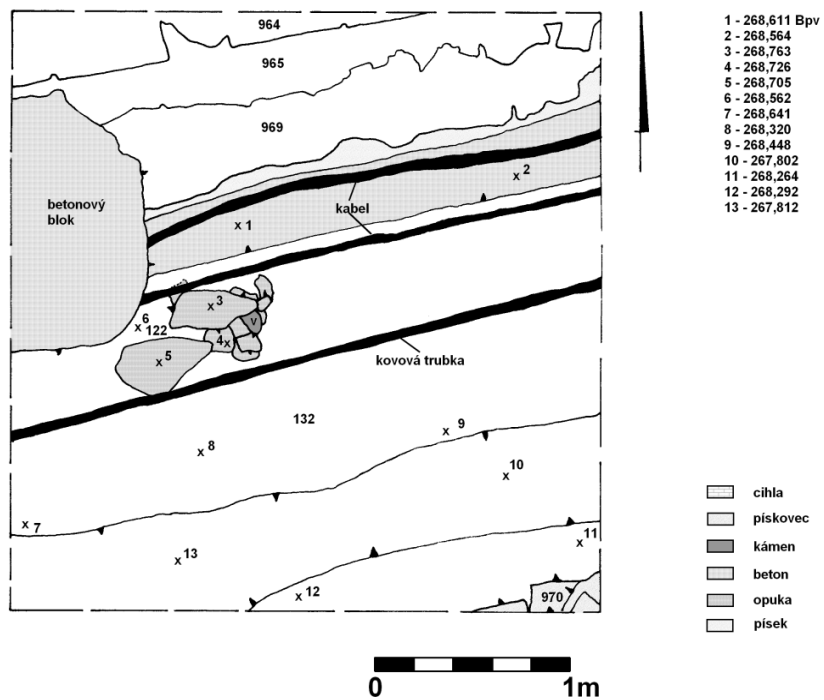 964
965
969
betonový
blok
kabel
x 1
x 2
x 3
4 x
v
x 5
x 6
122
kovová trubka
132
x 8
x 9
x 10
x 7
x 13
x 11
x 12
970
1 - 268,611 Bpv
2 - 268,564
3 - 268,763
4 - 268,726
5 - 268,705
6 - 268,562
7 - 268,641
8 - 268,320
9 - 268,448
10 - 267,802
11 - 268,264
12 - 268,292
13 - 267,812
cihla
pískovec
kámen
beton
opuka
písek
0 1m